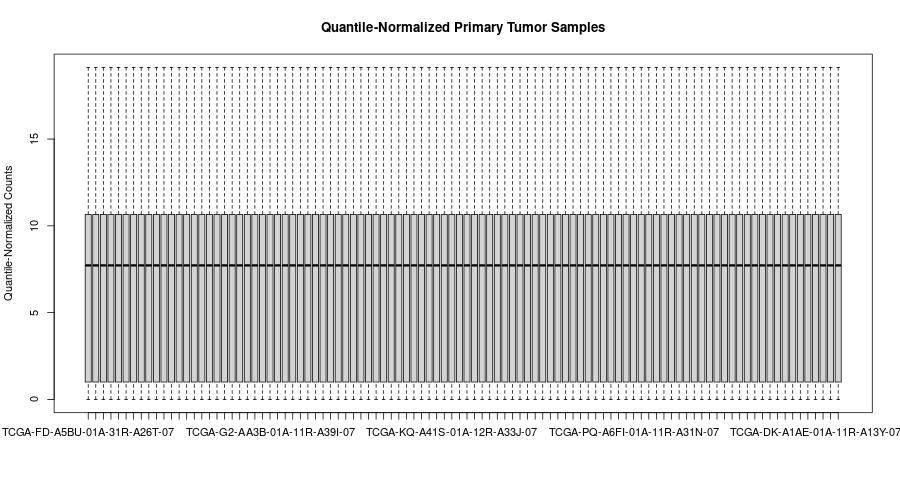 Quantile-Normalized Primary Tumor Samples
Quantile-Normalized Counts
15
10
5
0
TCGA-FD-A5BU-01A-31R-A26T-07 TCGA-G2-AA3B-01A-11R-A39I-07 TCGA-KQ-A41S-01A-12R-A33J-07 TCGA-PQ-A6FI-01A-11R-A31N-07 TCGA-DK-A1AE-01A-11R-A13Y-07